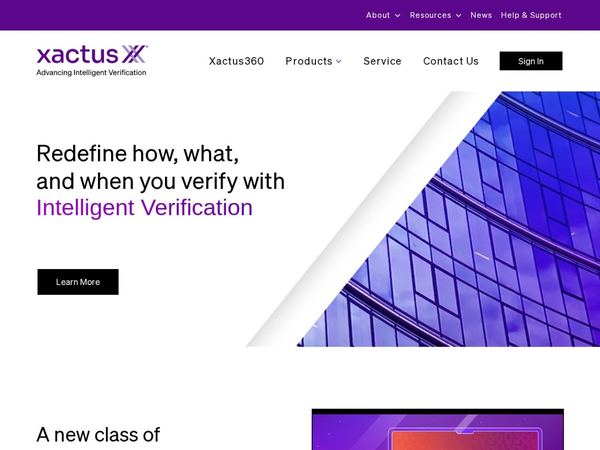 About
Resources
News
Help & Support
xactus
Advancing Intelligent Verification
Xactus360
Products
Service
Contact Us
Sign In
Redefine how, what,
and when you verify with
Intelligent Verification
Learn More
A new class of